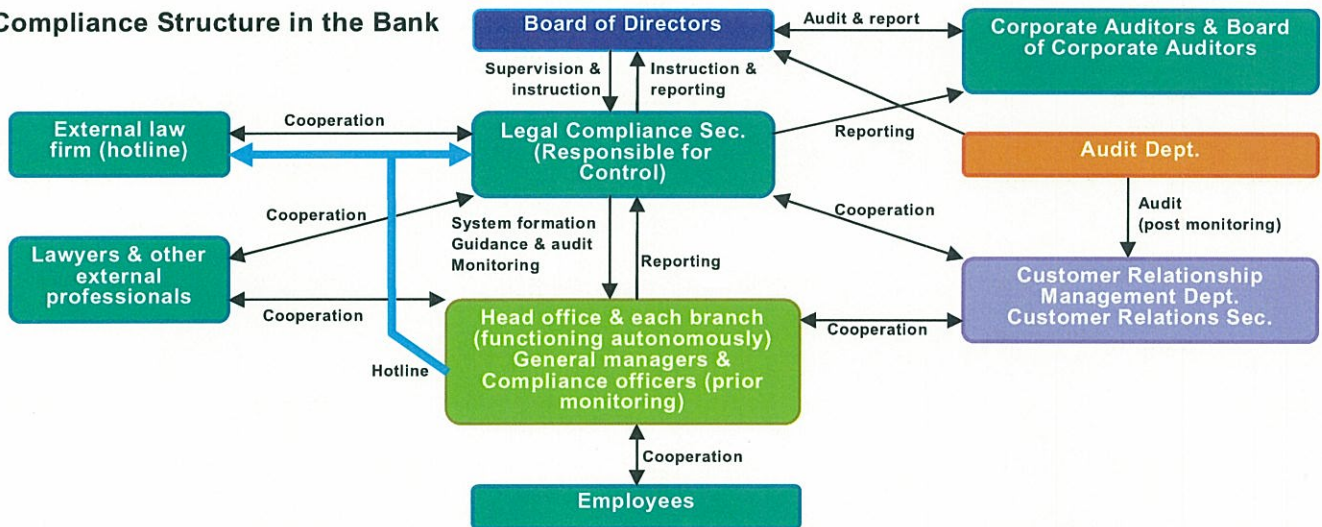 Compliance Structure in the Bank
Board of Directors
Audit & report
Corporate Auditors & Board
of Corporate Auditors
Supervision &
instruction
Instruction &
reporting
External law
firm (hotline)
Cooperation
Legal Compliance Sec.
(Responsible for
Control)
Reporting
Audit Dept.
Cooperation
System formation
Guidance & audit
Monitoring
Reporting
Cooperation
Audit
(post monitoring)
Lawyers & other
external
professionals
Cooperation
Customer Relationship
Management Dept.
Customer Relations Sec.
Head office & each branch
(functioning autonomously)
General managers &
Compliance officers (prior
monitoring)
Cooperation
Hotline
Cooperation
Employees